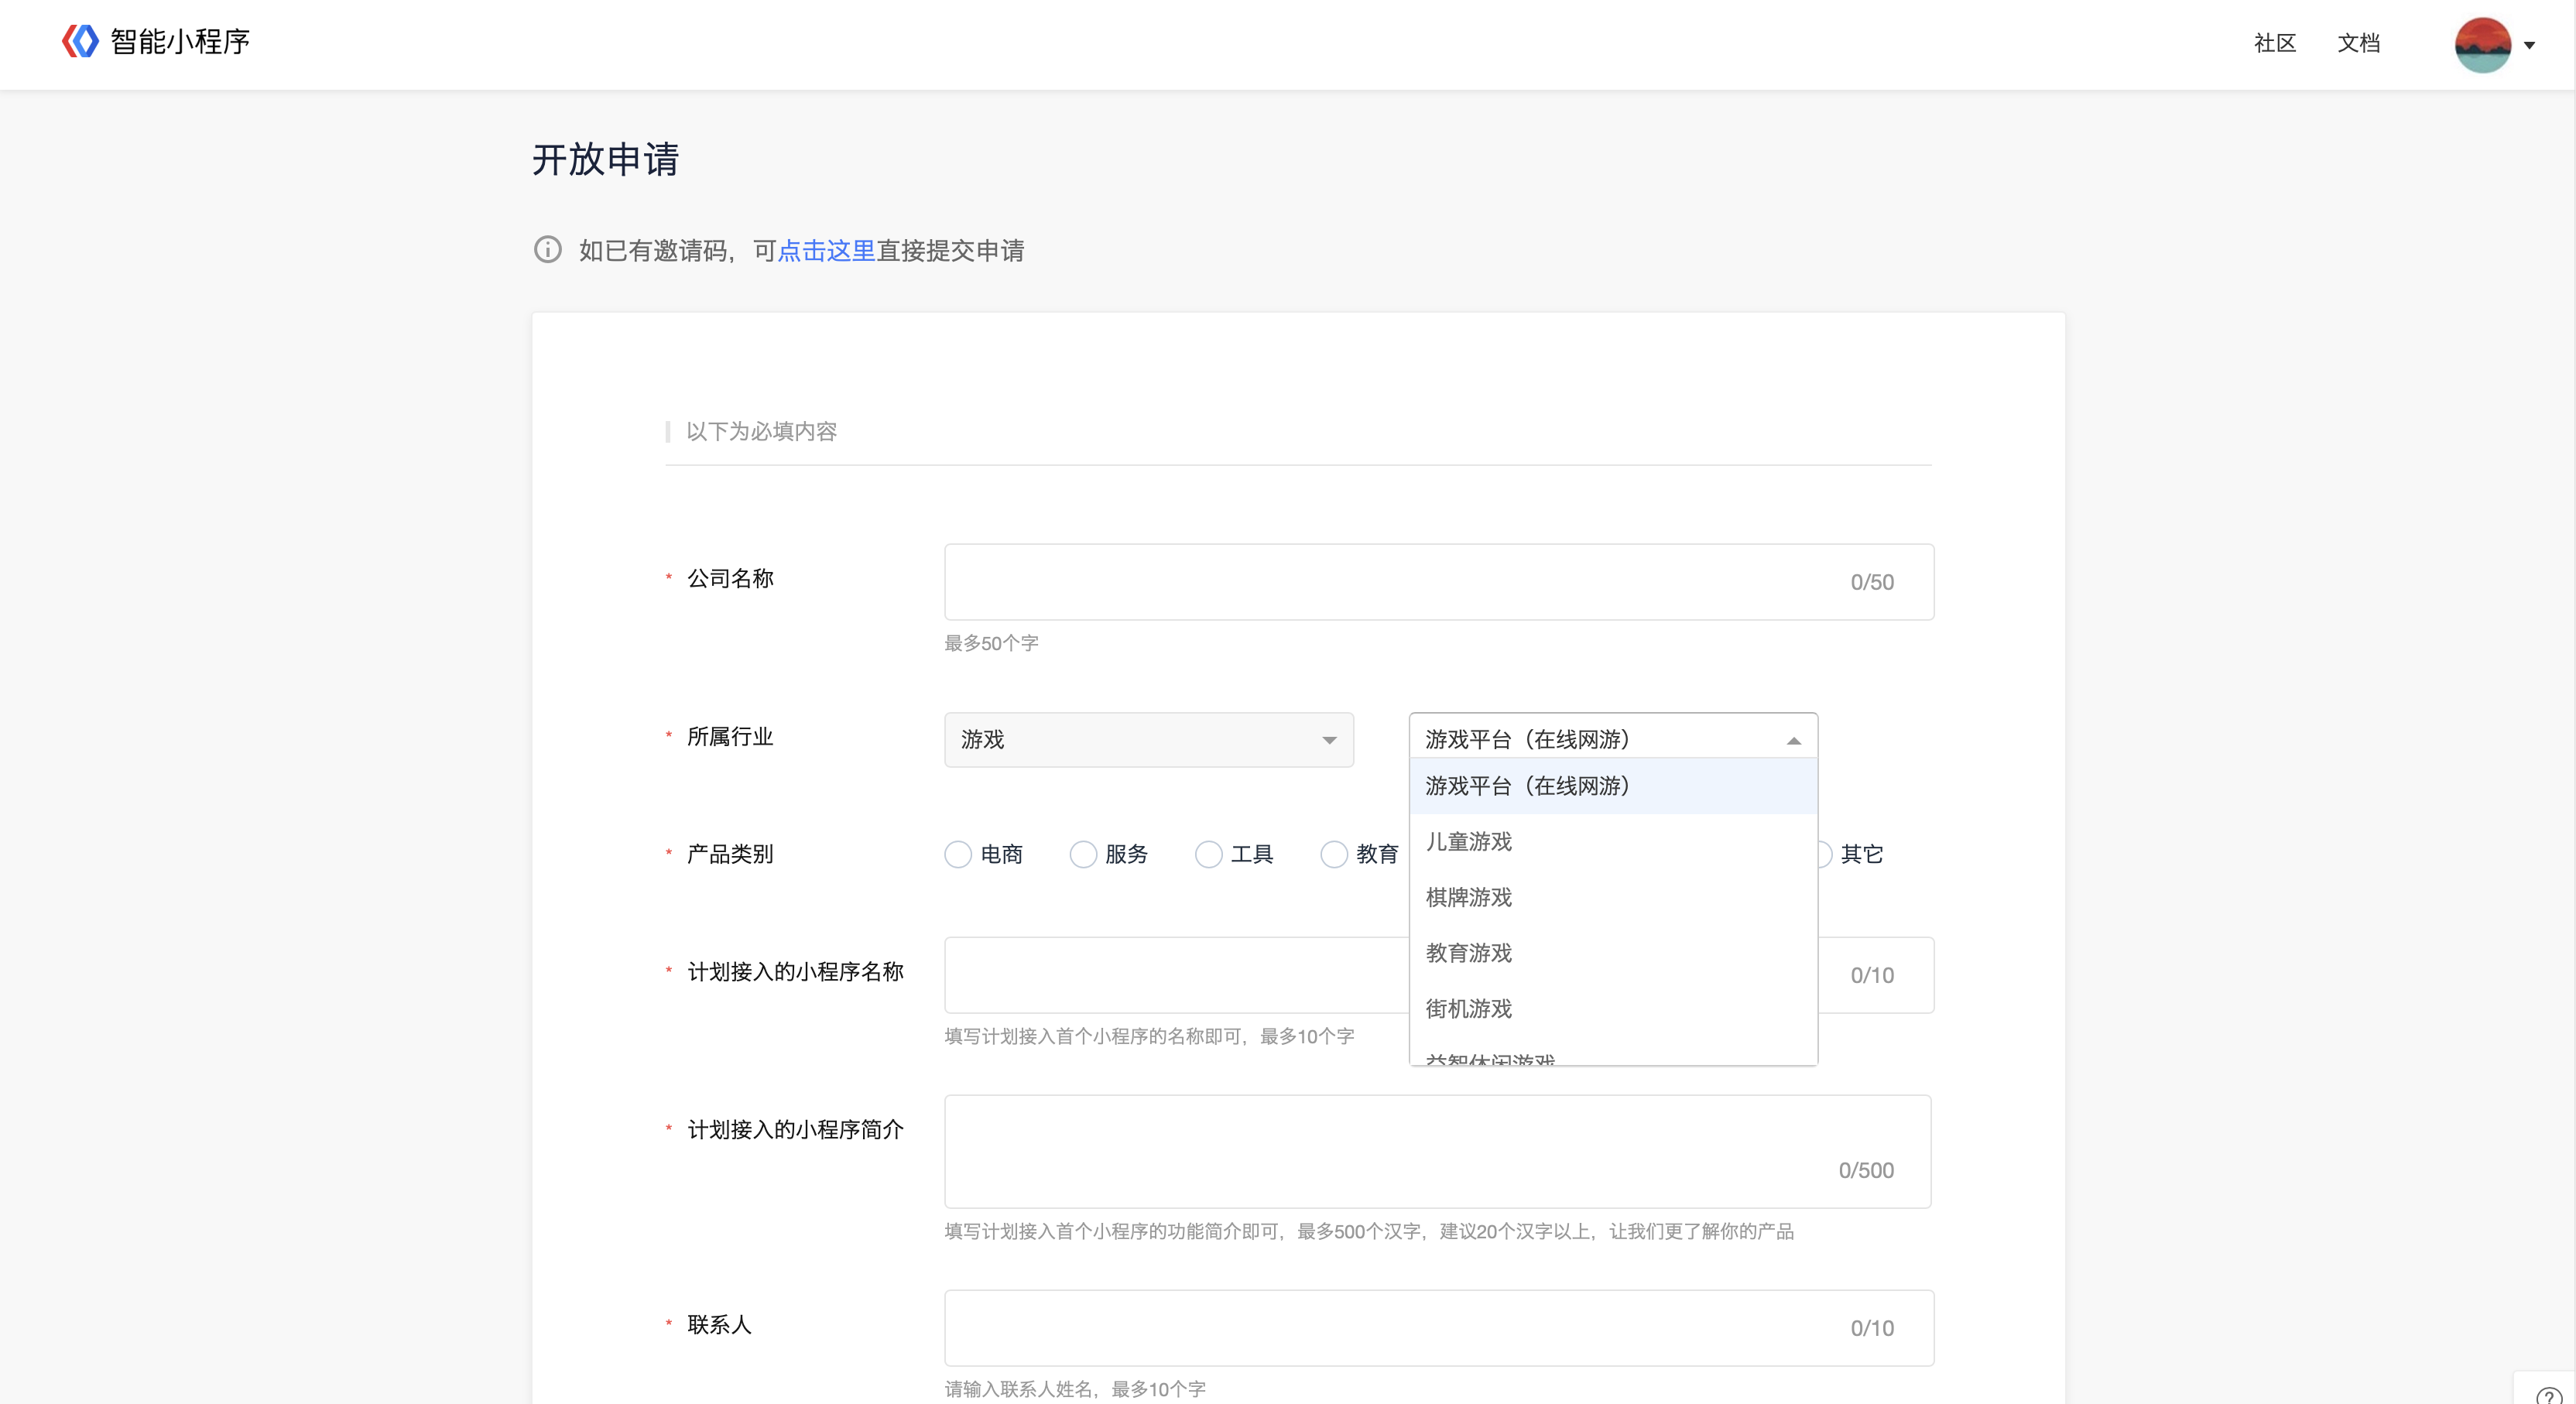 智能小程序
社区 文档
开放申请
如已有邀请码，可点击这里直接提交申请
以下为必填内容
* 公司名称
0/50
最多50个字
* 所属行业 游戏 游戏平台（在线网游）
游戏平台（在线网游）
儿童游戏
* 产品类别 电商 服务 工具 教育 其它
棋牌游戏
教育游戏
* 计划接入的小程序名称 0/10
街机游戏
填写计划接入首个小程序的名称即可，最多10个字
益智休闲游戏
* 计划接入的小程序简介
0/500
填写计划接入首个小程序的功能简介即可，最多500个汉字，建议20个汉字以上，让我们更了解你的产品
* 联系人 0/10
请输入联系人姓名，最多10个字